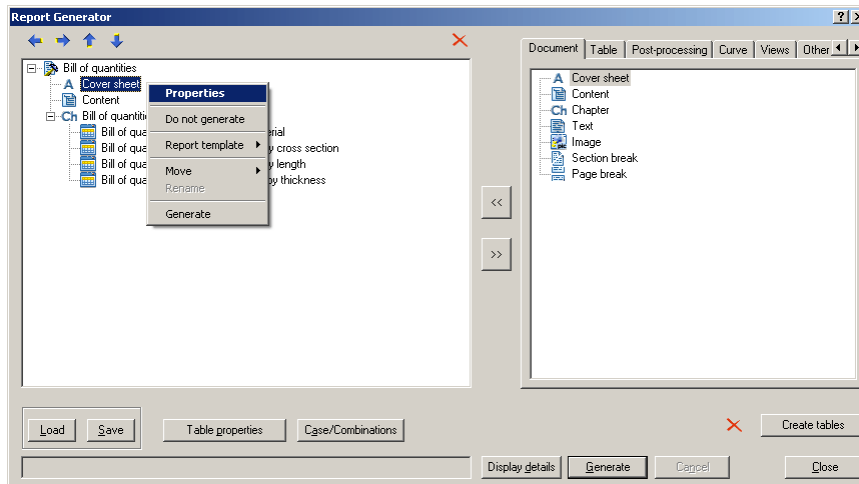 Report Generator
Document Table Post-processing Curve Views Other
Bill of quantities
Cover sheet
Content
Ch Bill of quantiti
Bill of qua
erial
Bill of qua
y cross section
Bill of qua
y length
Bill of qua
by thickness
Properties
Do not generate
Report template
Move
Rename
Generate
<<
>>
A Cover sheet
Content
Ch Chapter
Text
Image
Section break
Page break
Load Save Table properties Case/Combinations Create tables
Display details Generate Cancel Close